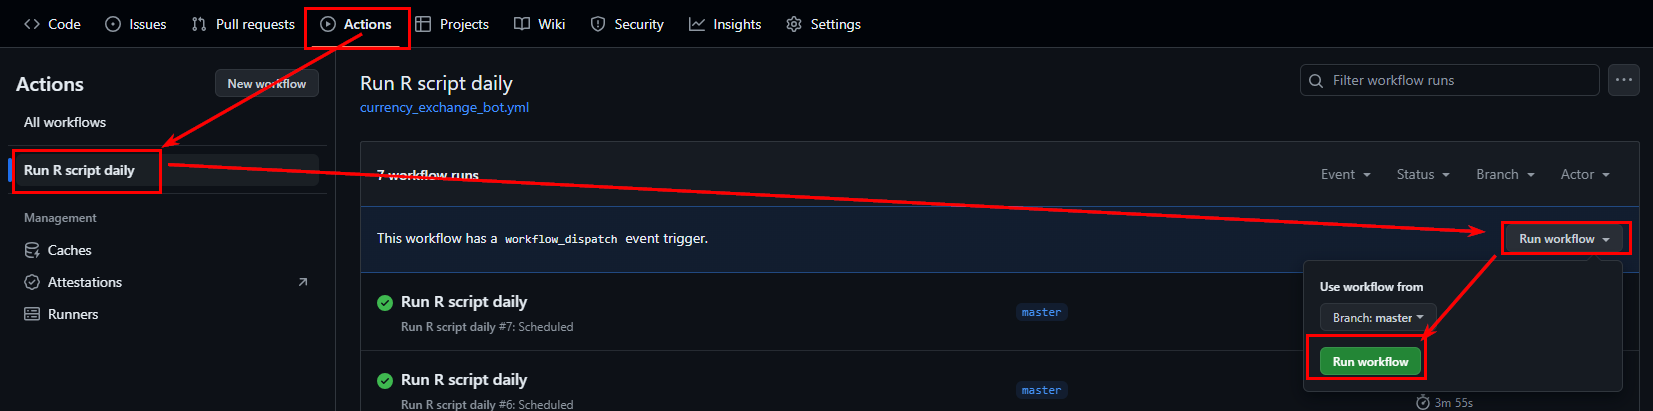 Code Issues Pull requests Actions Projects Wiki Security Insights Settings
Actions New workflow
All workflows
Run R script daily
Management
Caches
Attestations
Runners
Run R script daily
currency_exchange_bot.yml
Filter workflow runs
7 workflow runs Event Status Branch Actor
This workflow has a workflow_dispatch event trigger. Run workflow
Use workflow from
Branch: master
Run workflow
Run R script daily
Run R script daily #7: Scheduled
master
Run R script daily
Run R script daily #6: Scheduled
master
3m 55s